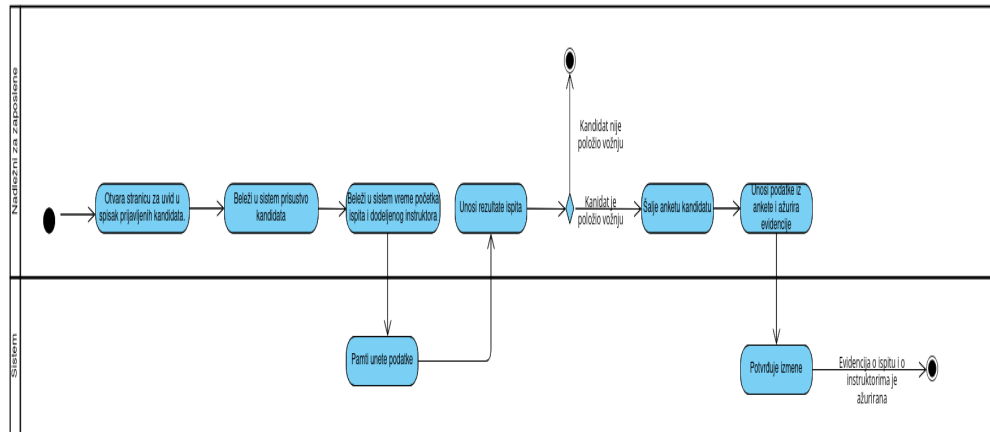 Nadležni za zaposlene
Otvara stranicu za uvid u
spisak prijavljenih kandidata.
Beleži u sistem prisustvo
kandidata
Beleži u sistem vreme početka
ispita i dodeljenog instruktora
Unosi rezultate ispita
Kandidat nije
položio vožnju
Kanidat je
položio vožnju
Šalje anketu kandidatu
Unosi podatke iz
ankete i ažurira
evidencije
Sistem
Pamti unete podatke
Potvrđuje izmene
Evidencija o ispitu i o
instruktorima je
ažurirana